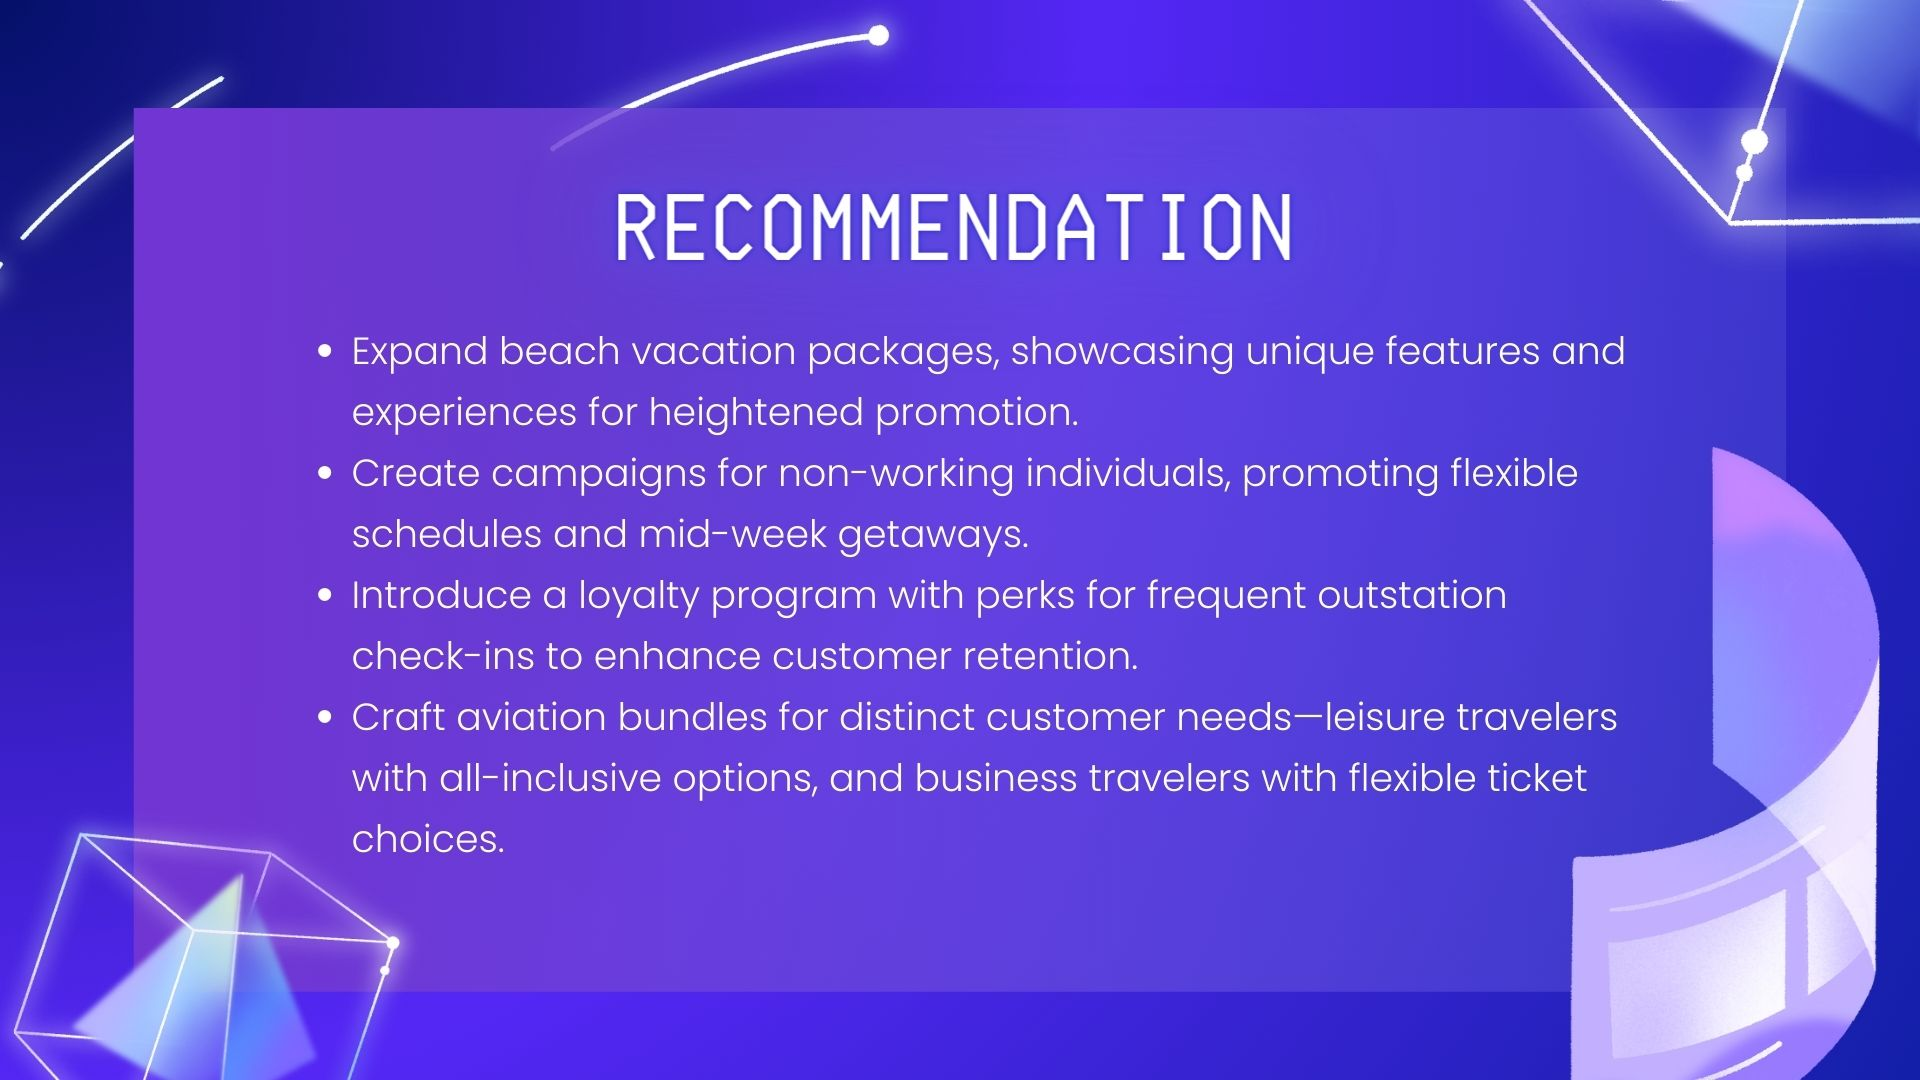 RECOMMENDATION
• Expand beach vacation packages, showcasing unique features and
experiences for heightened promotion.
• Create campaigns for non-working individuals, promoting flexible
schedules and mid-week getaways.
• Introduce a loyalty program with perks for frequent outstation
check-ins to enhance customer retention.
• Craft aviation bundles for distinct customer needs—leisure travelers
with all-inclusive options, and business travelers with flexible ticket
choices.